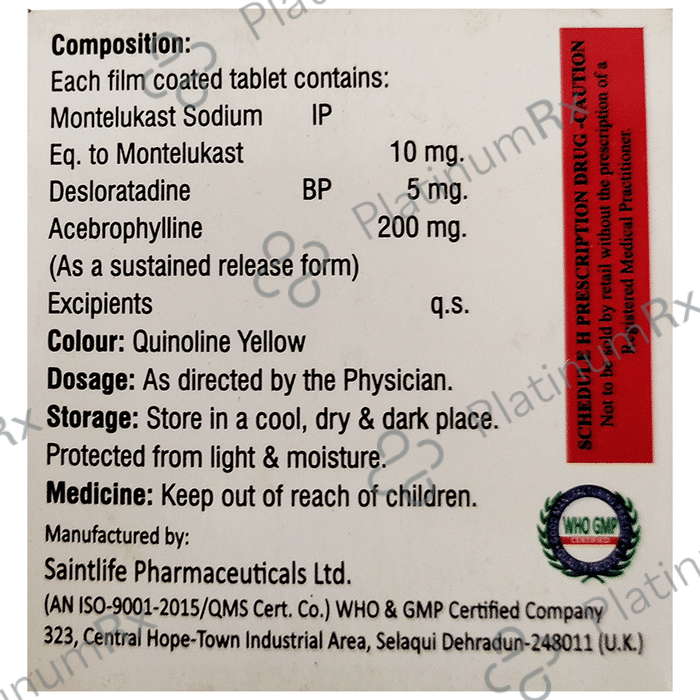 Composition:
Each film coated tablet contains:
Montelukast Sodium IP
Eq. to Montelukast 10 mg.
Desloratadine BP 5 mg.
Acebrophylline 200 mg.
(As a sustained release form)
Excipients q.s.
Colour: Quinoline Yellow
Dosage: As directed by the Physician.
Storage: Store in a cool, dry & dark place.
Protected from light & moisture.
Medicine: Keep out of reach of children.
Manufactured by:
Saintlife Pharmaceuticals Ltd.
(AN ISO-9001-2015/QMS Cert. Co.) WHO & GMP Certified Company
323, Central Hope-Town Industrial Area, Selaqui Dehradun-248011 (U.K.)
SCHEDULE H PRESCRIPTION DRUG -CAUTION
Not to be sold by retail without the prescription of a
Registered Medical Practitioner.
WHO GMP
CERTIFIED
PlatinumRx
PlatinumRx
PlatinumRx
PlatinumRx
PlatinumRx